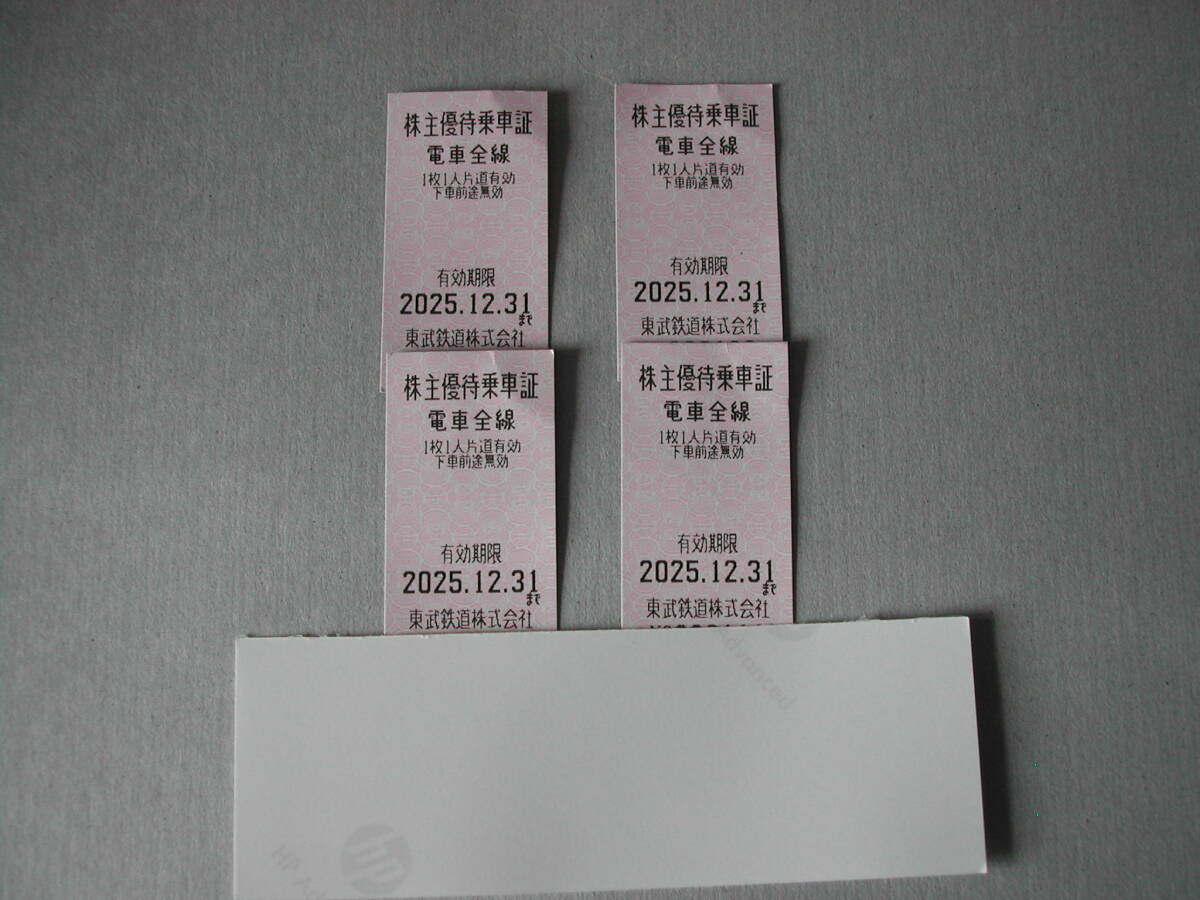 株主優待乗車証
電車全線
1枚1人片道有効
下車前途無効
有効期限
2025.12.31
まで
東武鉄道株式会社
株主優待乗車証
電車全線
1枚1人片道有効
下車前途無効
有効期限
2025.12.31
まで
東武鉄道株式会社
株主優待乗車証
電車全線
1枚1人片道有効
下車前途無効
有効期限
2025.12.31
まで
東武鉄道株式会社
株主優待乗車証
電車全線
1枚1人片道有効
下車前途無効
有効期限
2025.12.31
まで
東武鉄道株式会社
hp
HP